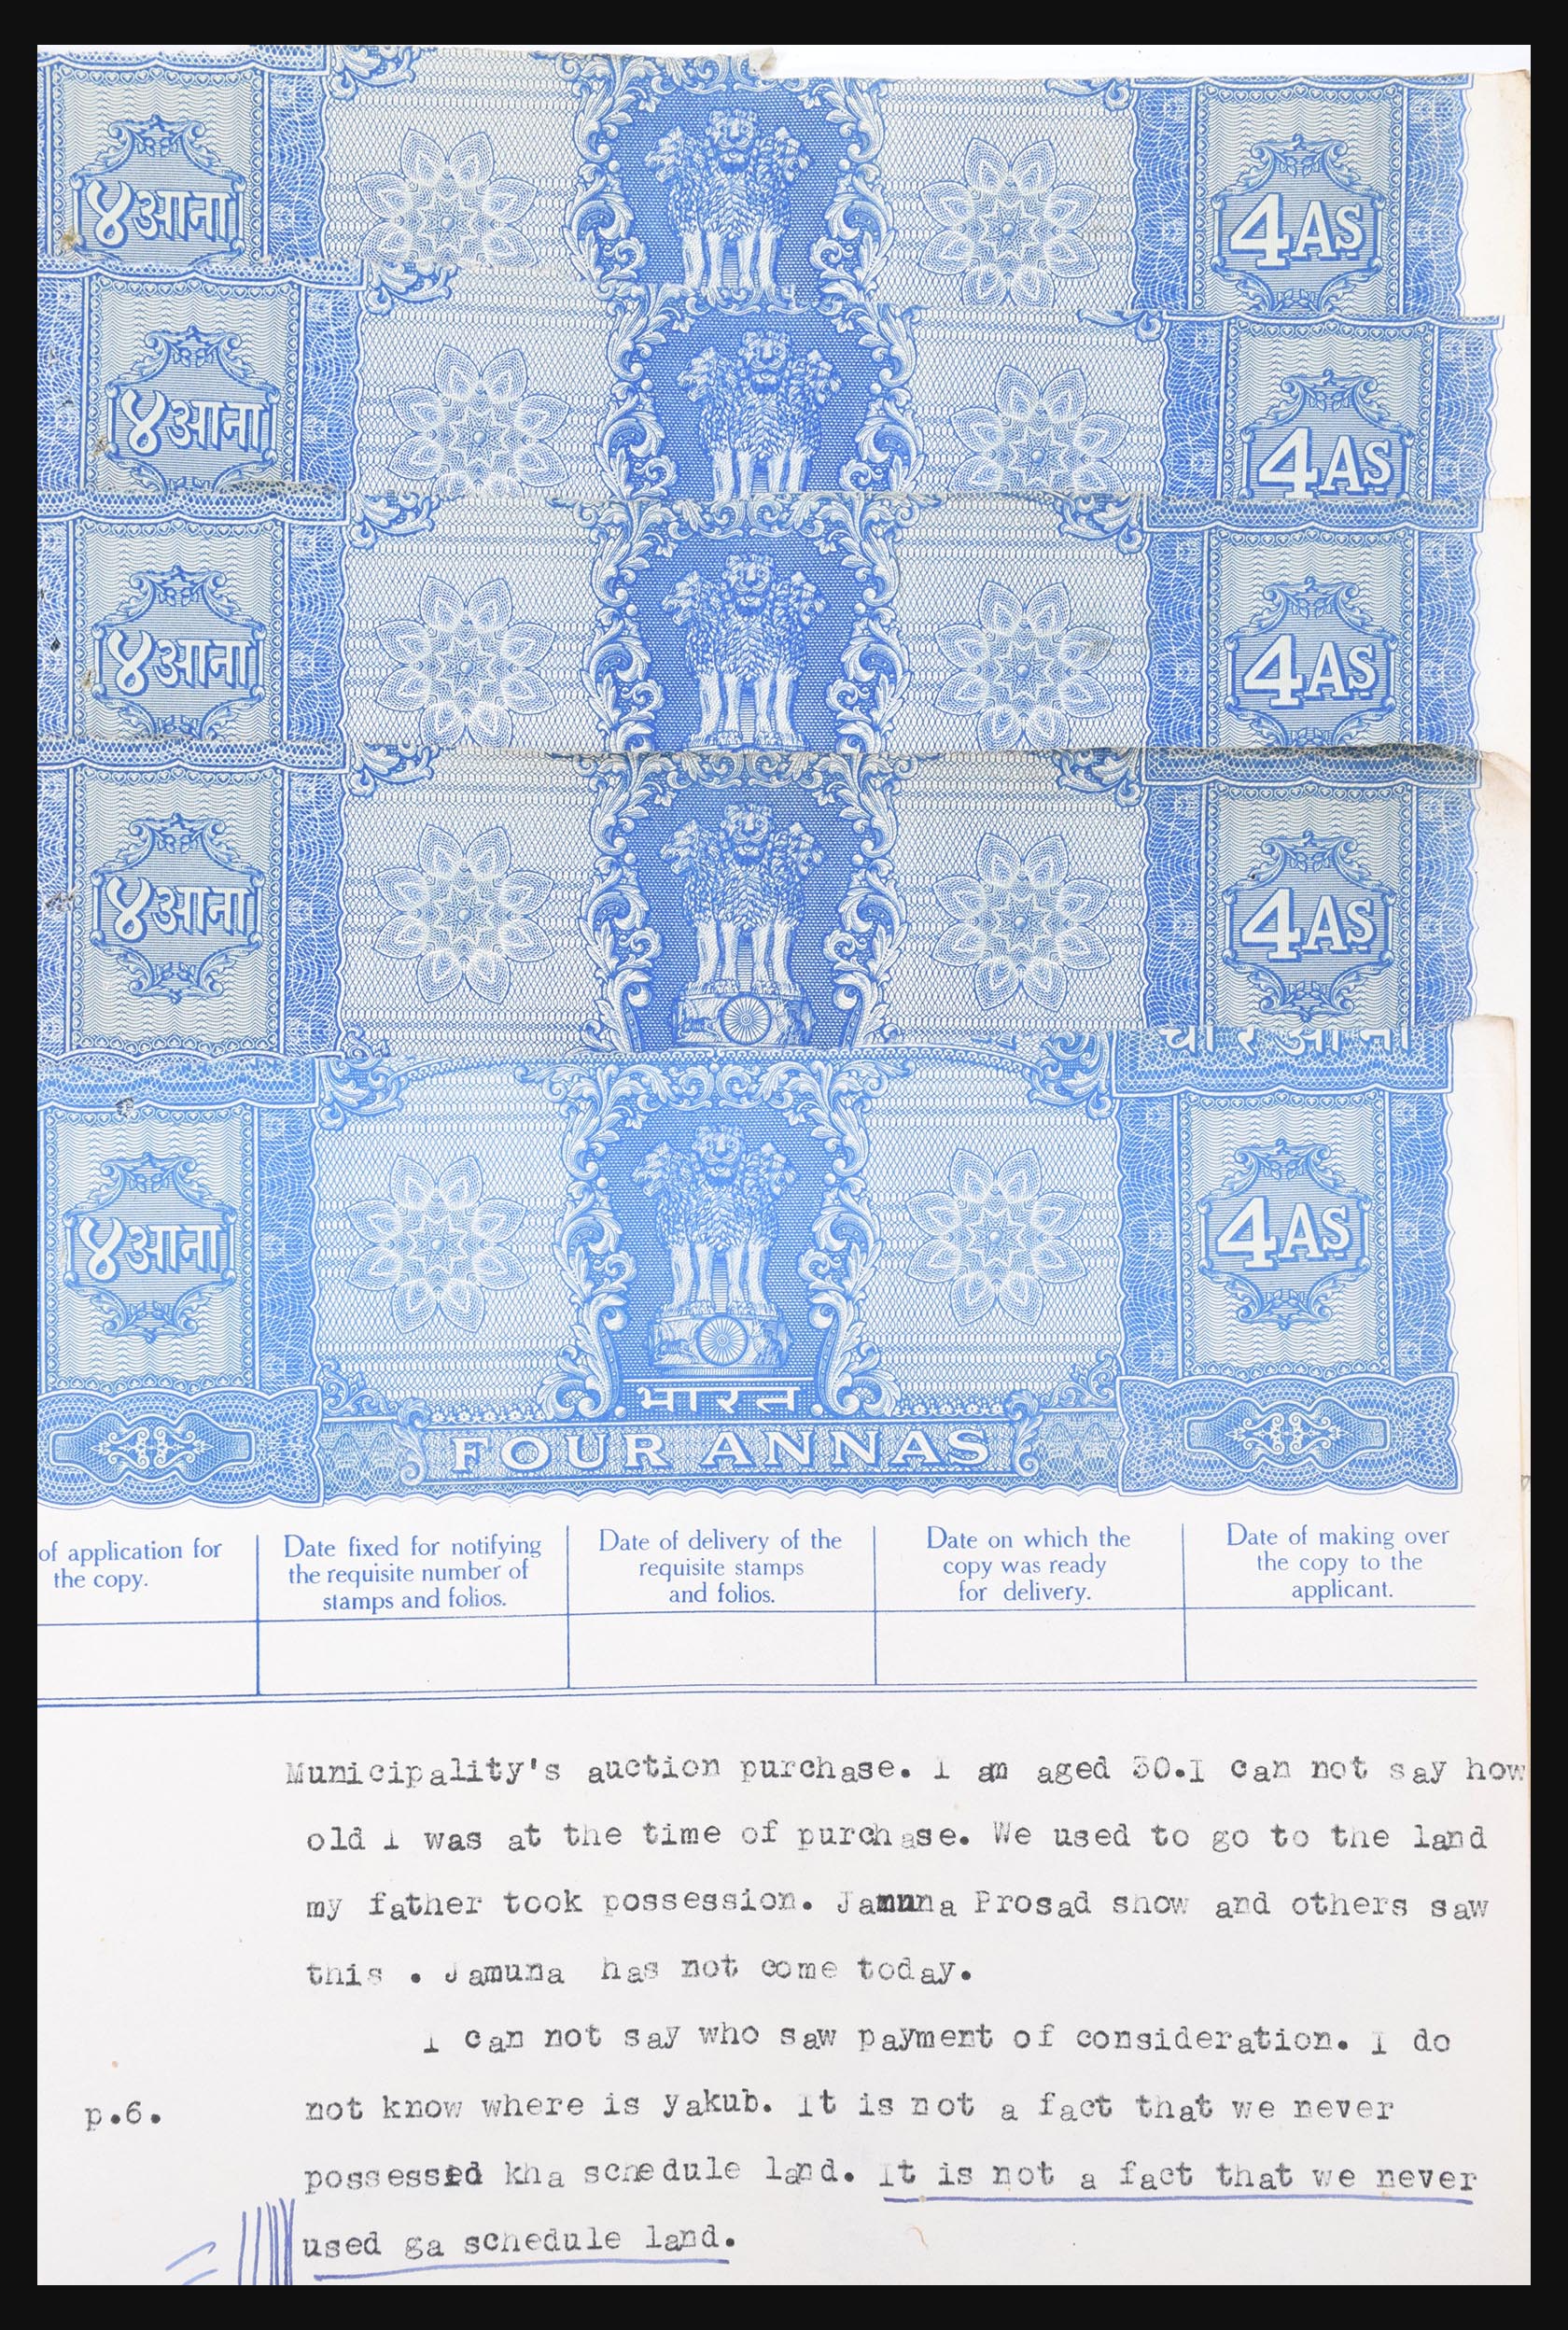 ४आना 4AS
४आना 4AS
४आना 4AS
४आना 4AS
चार आना
४आना 4AS
भारत
FOUR ANNAS
of application for the copy.
Date fixed for notifying the requisite number of stamps and folios.
Date of delivery of the requisite stamps and folios.
Date on which the copy was ready for delivery.
Date of making over the copy to the applicant.
Municipality's auction purchase. I am aged 30.I can not say how
old I was at the time of purchase. We used to go to the land
my father took possession. Jamuna Prosad show and others saw
this . Jamuna has not come today.
I can not say who saw payment of consideration. I do
p.6. not know where is yakub. It is not a fact that we never
possessed kha schedule land. It is not a fact that we never
used ga schedule land.